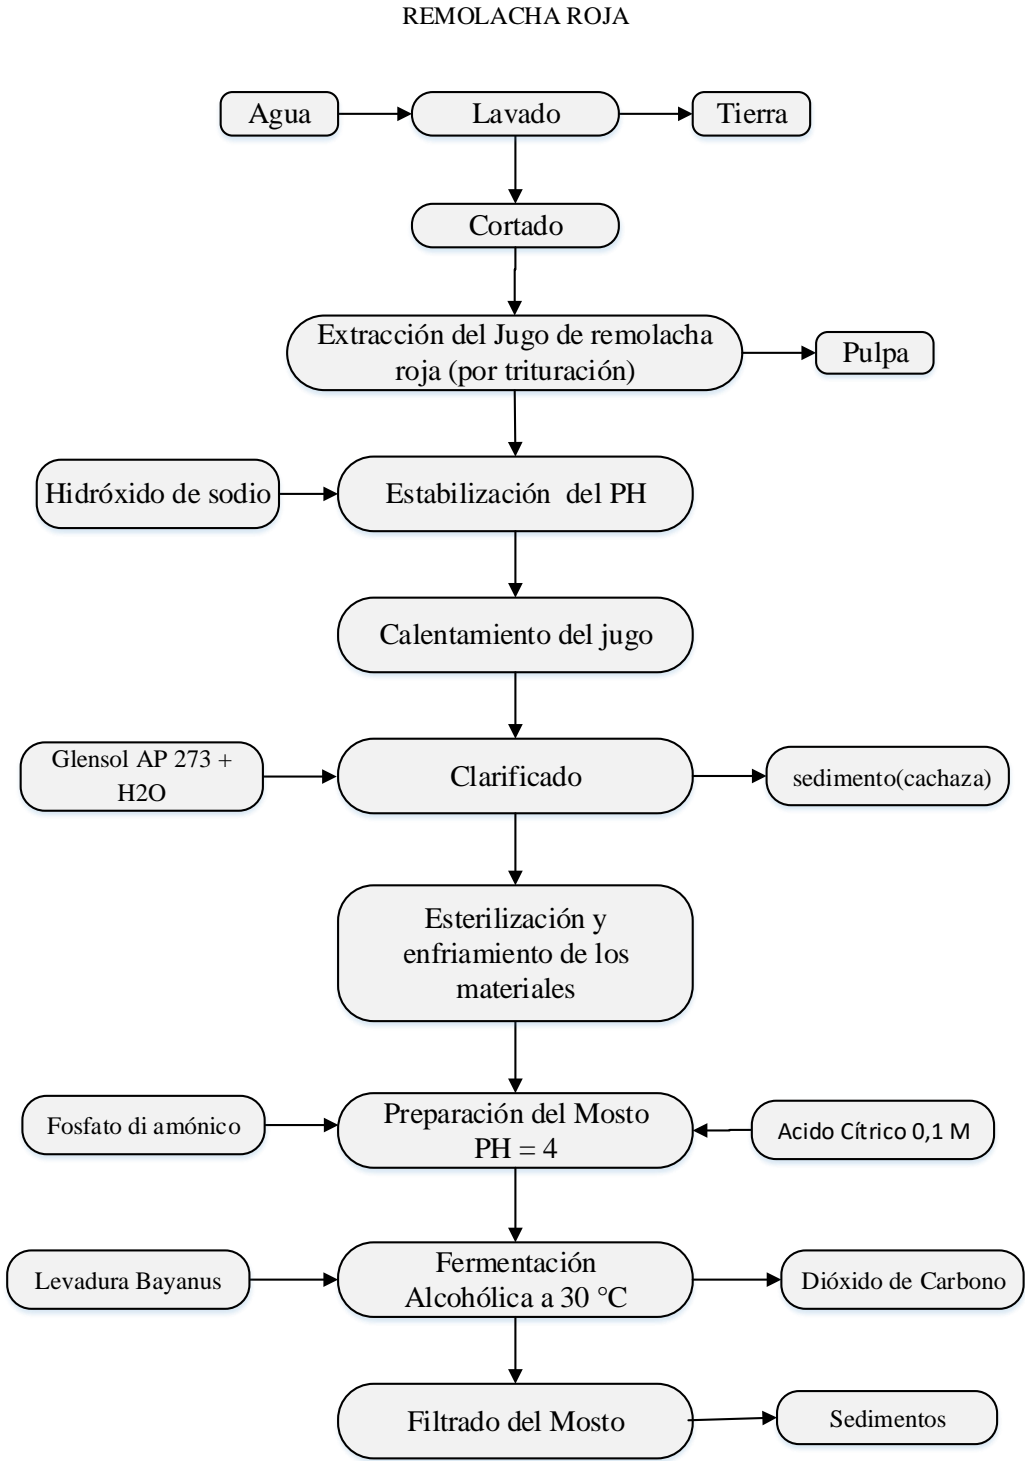 REMOLACHA ROJA
Agua
Lavado
Tierra
Cortado
Extracción del Jugo de remolacha
roja (por trituración)
Pulpa
Hidróxido de sodio
Estabilización  del PH
Calentamiento del jugo
Glensol AP 273 +
H2O
Clarificado
sedimento(cachaza)
Esterilización y
enfriamiento de los
materiales
Fosfato di amónico
Preparación del Mosto
PH = 4
Acido Cítrico 0,1 M
Levadura Bayanus
Fermentación
Alcohólica a 30 °C
Dióxido de Carbono
Filtrado del Mosto
Sedimentos